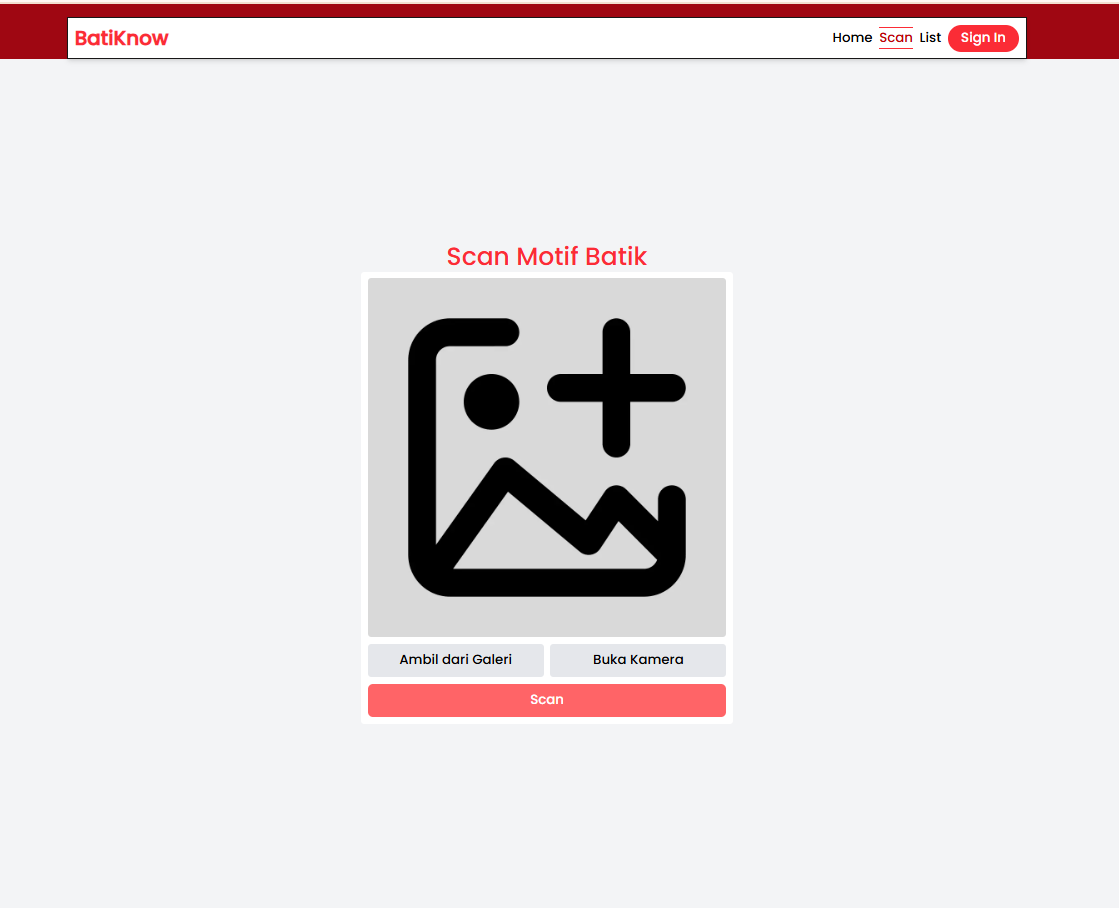 BatiKnow
Home Scan List Sign In
Scan Motif Batik
Ambil dari Galeri Buka Kamera
Scan